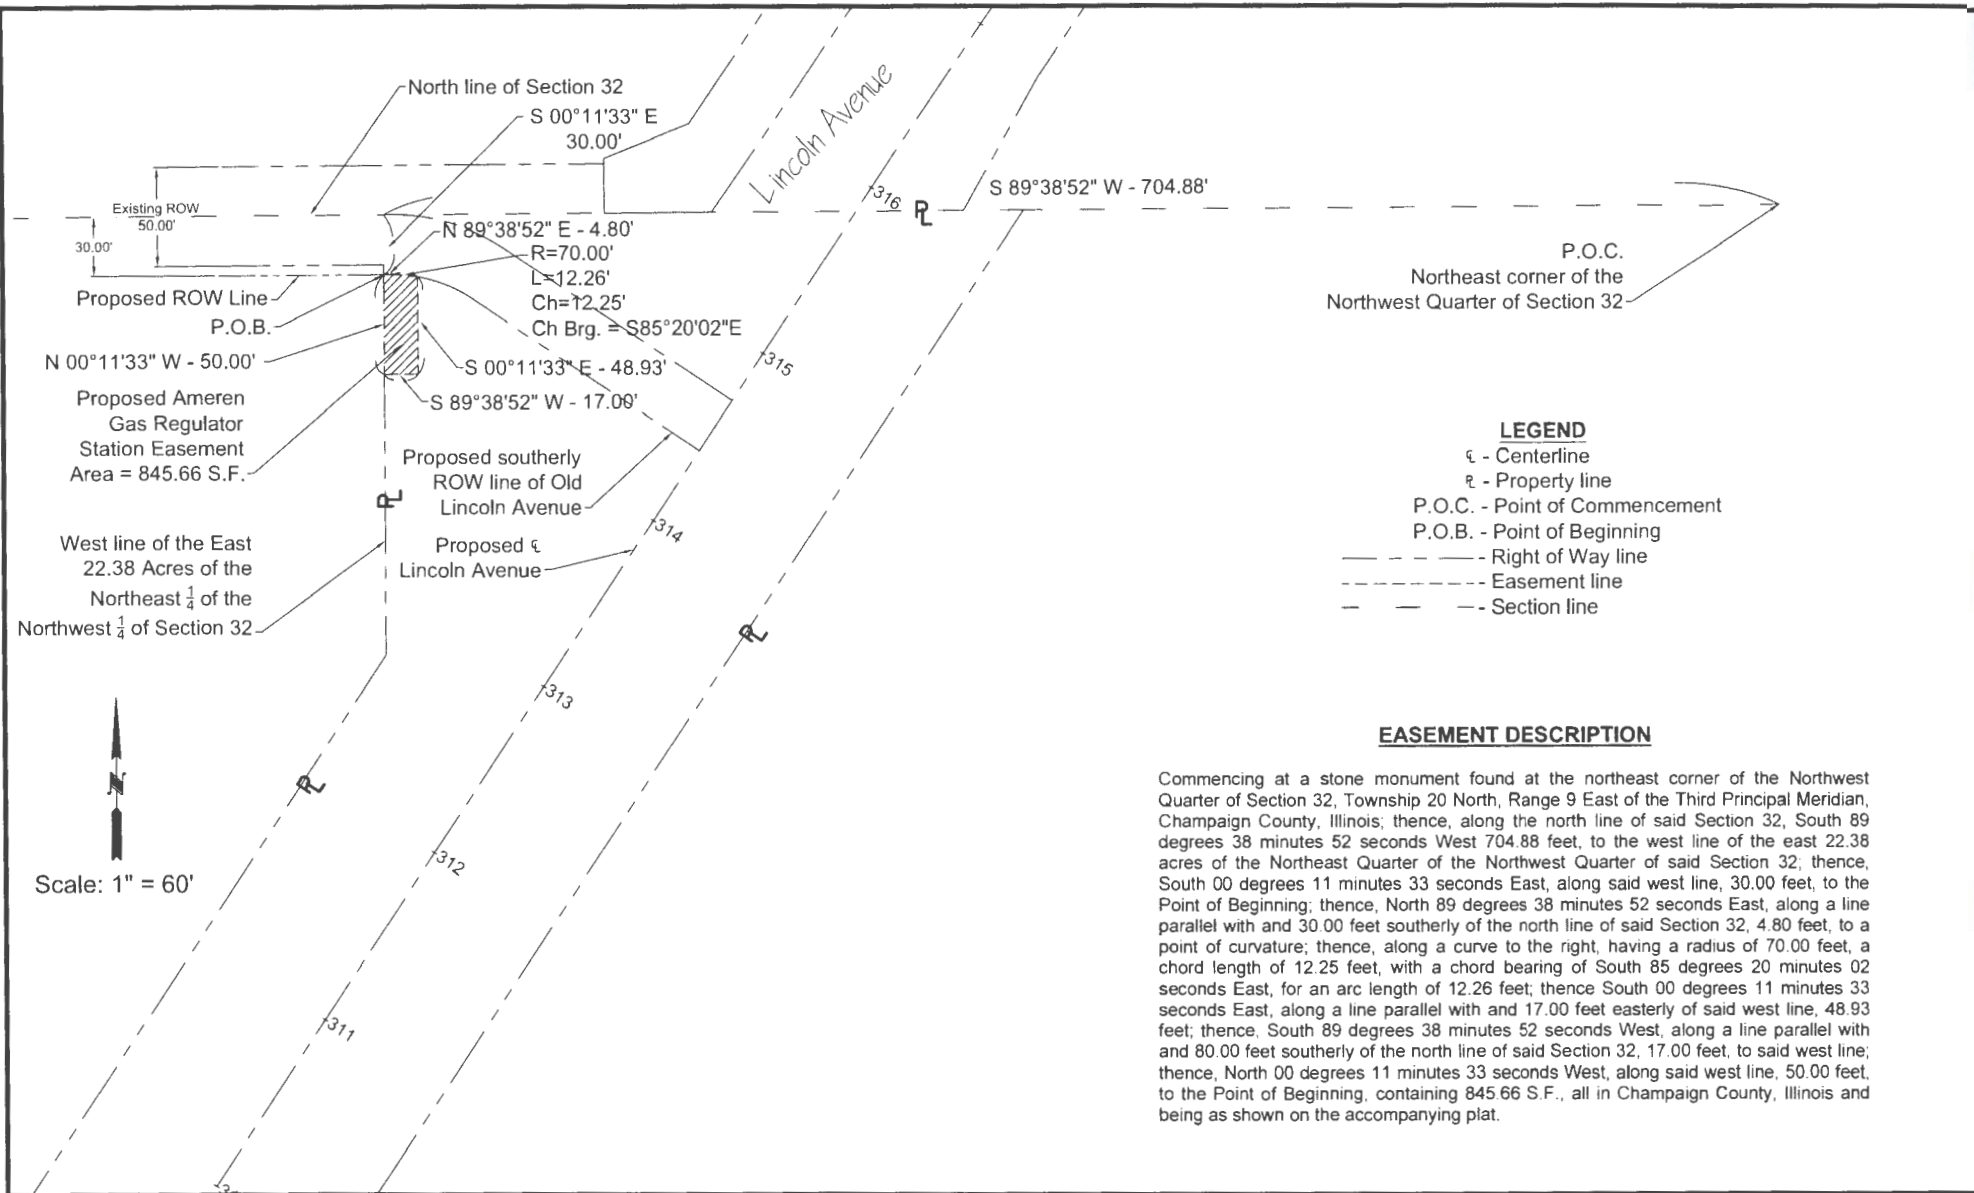 North line of Section 32
S 00°11'33" E
30.00'
Lincoln Avenue
Existing ROW
50.00'
30.00'
316
S 89°38'52" W - 704.88'
N 89°38'52" E - 4.80'
R=70.00'
L=12.26'
Ch=12.25'
Ch Brg. = S85°20'02"E
P.O.C.
Northeast corner of the
Northwest Quarter of Section 32
Proposed ROW Line
P.O.B.
N 00°11'33" W - 50.00'
S 00°11'33" E - 48.93'
315
S 89°38'52" W - 17.00'
Proposed Ameren
Gas Regulator
Station Easement
Area = 845.66 S.F.
Proposed southerly
ROW line of Old
Lincoln Avenue
314
Proposed ℄
Lincoln Avenue
West line of the East
22.38 Acres of the
Northeast 1/4 of the
Northwest 1/4 of Section 32
313
312
311
N
Scale: 1" = 60'
LEGEND
℄ - Centerline
PL - Property line
P.O.C. - Point of Commencement
P.O.B. - Point of Beginning
- Right of Way line
- Easement line
- Section line
EASEMENT DESCRIPTION
Commencing at a stone monument found at the northeast corner of the Northwest
Quarter of Section 32, Township 20 North, Range 9 East of the Third Principal Meridian,
Champaign County, Illinois; thence, along the north line of said Section 32, South 89
degrees 38 minutes 52 seconds West 704.88 feet, to the west line of the east 22.38
acres of the Northeast Quarter of the Northwest Quarter of said Section 32; thence,
South 00 degrees 11 minutes 33 seconds East, along said west line, 30.00 feet, to the
Point of Beginning; thence, North 89 degrees 38 minutes 52 seconds East, along a line
parallel with and 30.00 feet southerly of the north line of said Section 32, 4.80 feet, to a
point of curvature; thence, along a curve to the right, having a radius of 70.00 feet, a
chord length of 12.25 feet, with a chord bearing of South 85 degrees 20 minutes 02
seconds East, for an arc length of 12.26 feet; thence South 00 degrees 11 minutes 33
seconds East, along a line parallel with and 17.00 feet easterly of said west line, 48.93
feet; thence, South 89 degrees 38 minutes 52 seconds West, along a line parallel with
and 80.00 feet southerly of the north line of said Section 32, 17.00 feet, to said west line;
thence, North 00 degrees 11 minutes 33 seconds West, along said west line, 50.00 feet,
to the Point of Beginning, containing 845.66 S.F., all in Champaign County, Illinois and
being as shown on the accompanying plat.